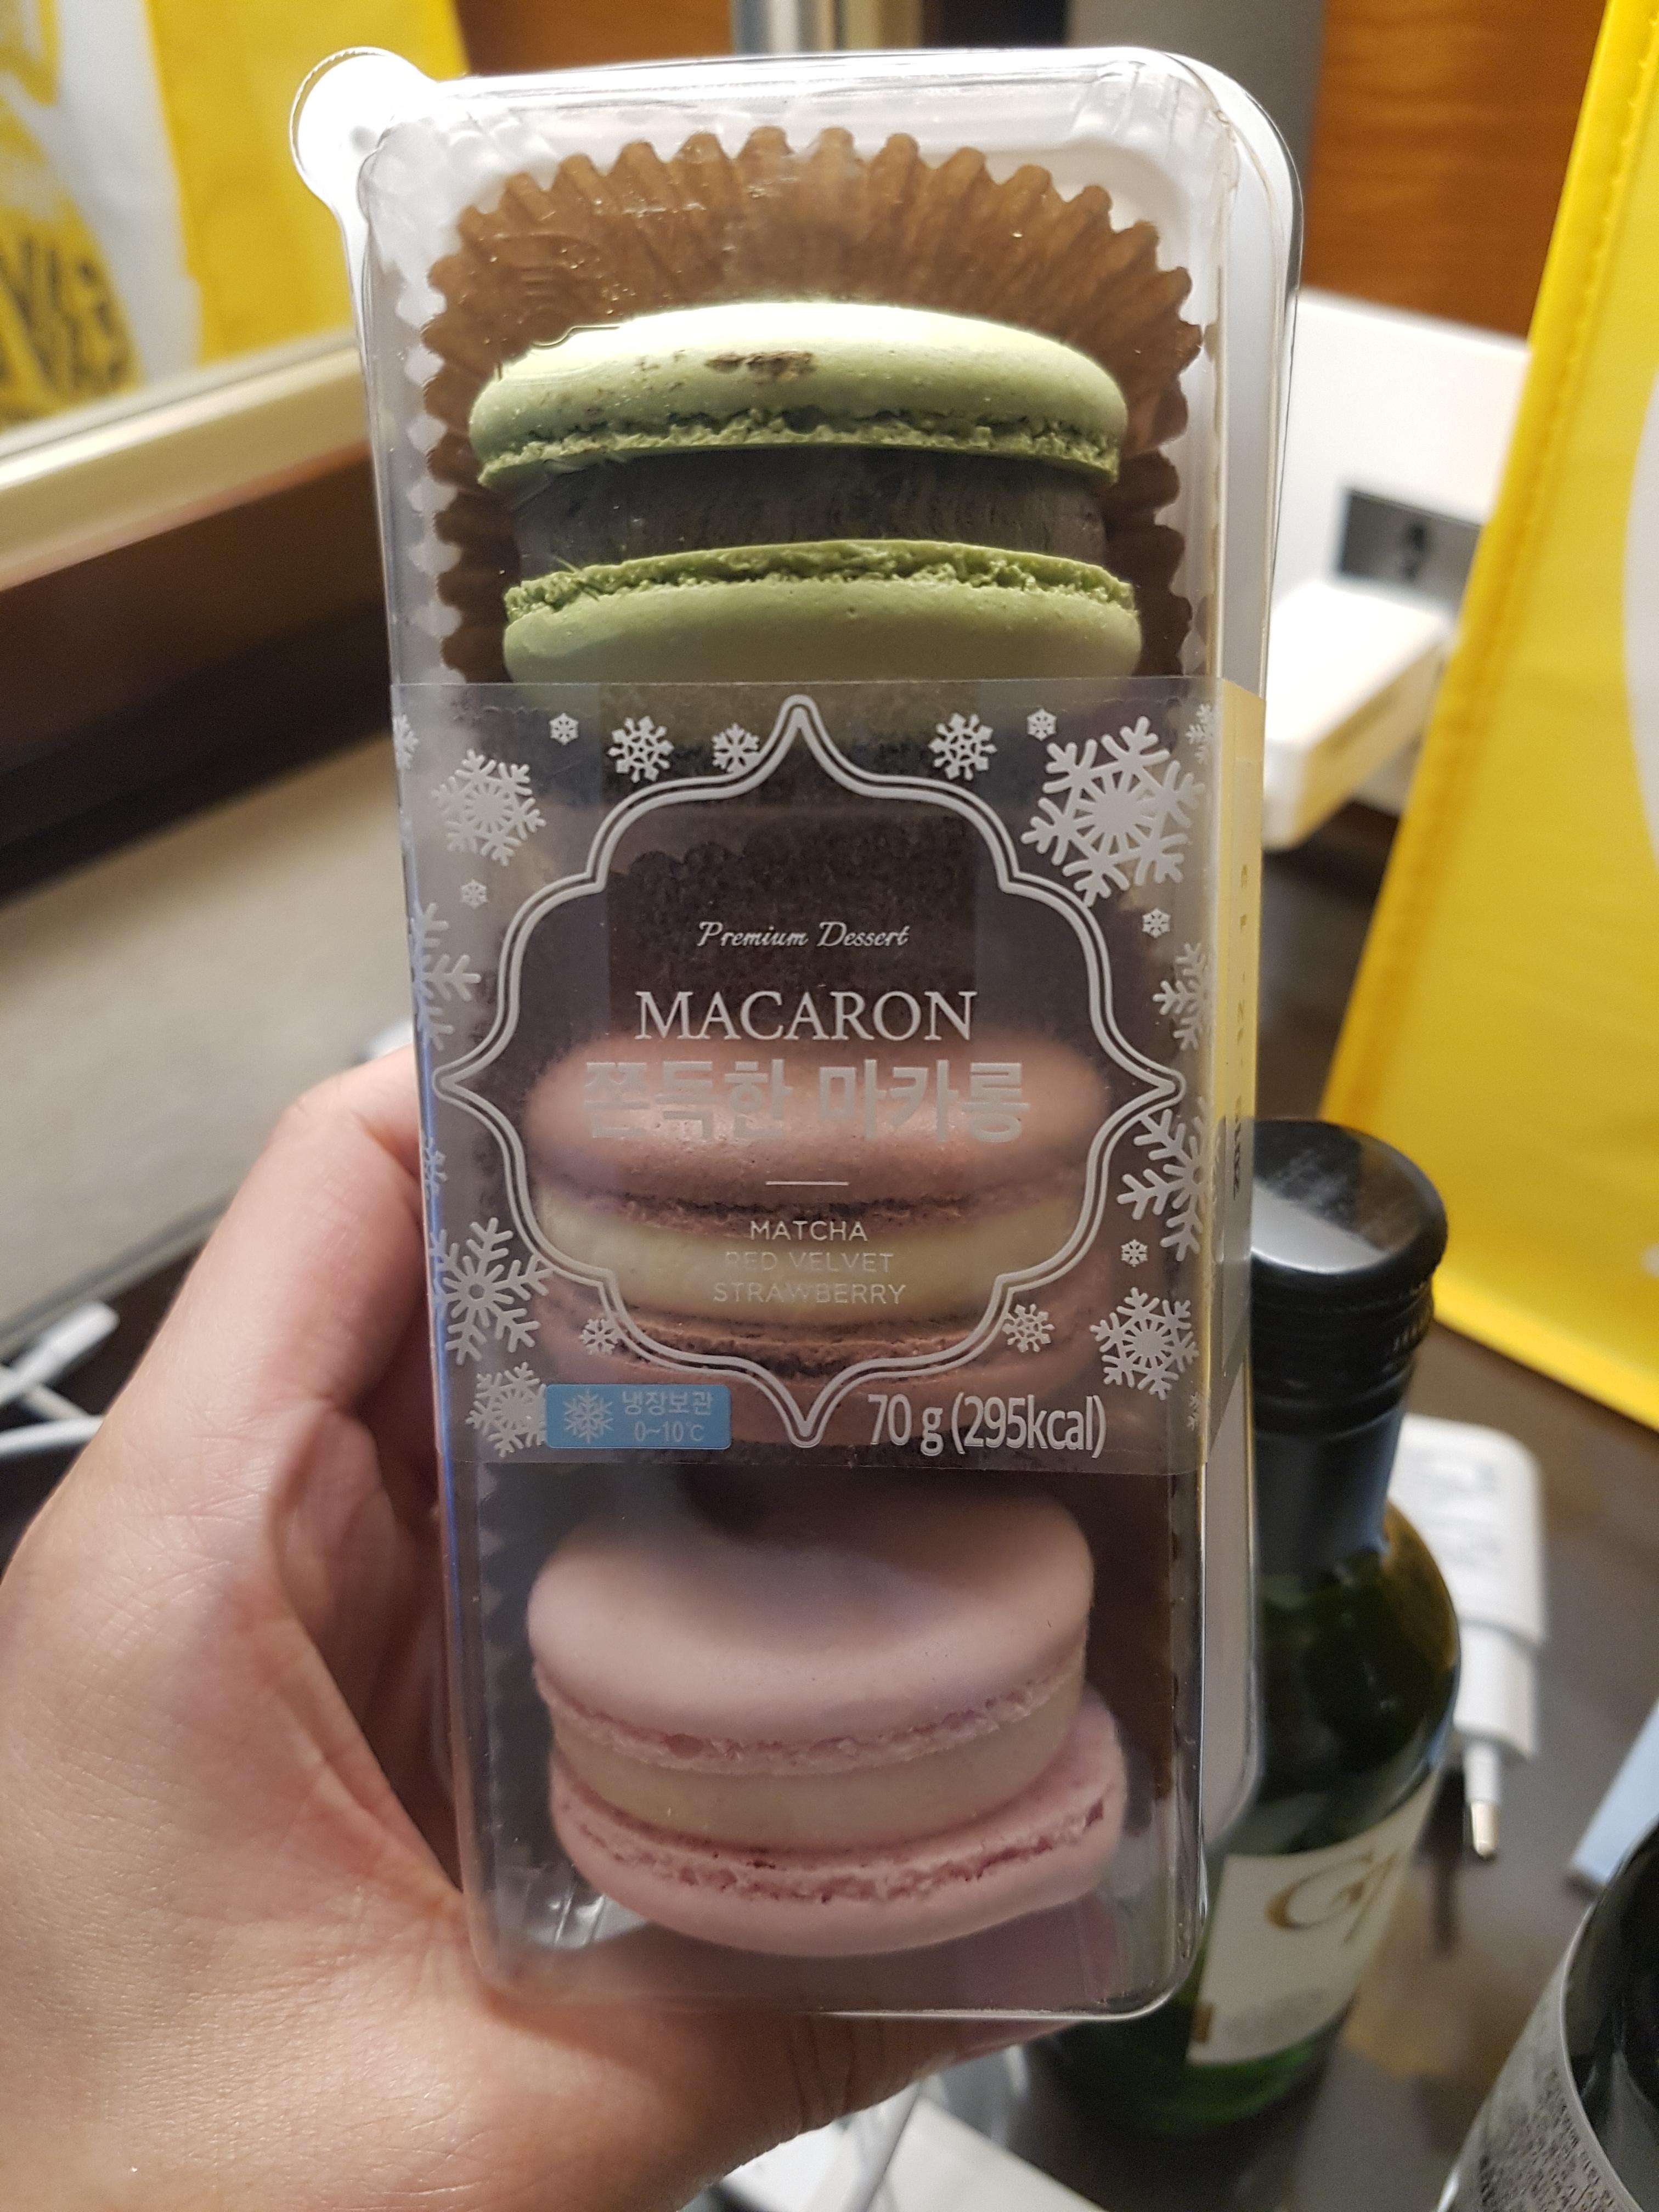 Premium Dessert
MACARON
쫀득한 마카롱
MATCHA
RED VELVET
STRAWBERRY
냉장보관
0~10℃
70 g (295kcal)